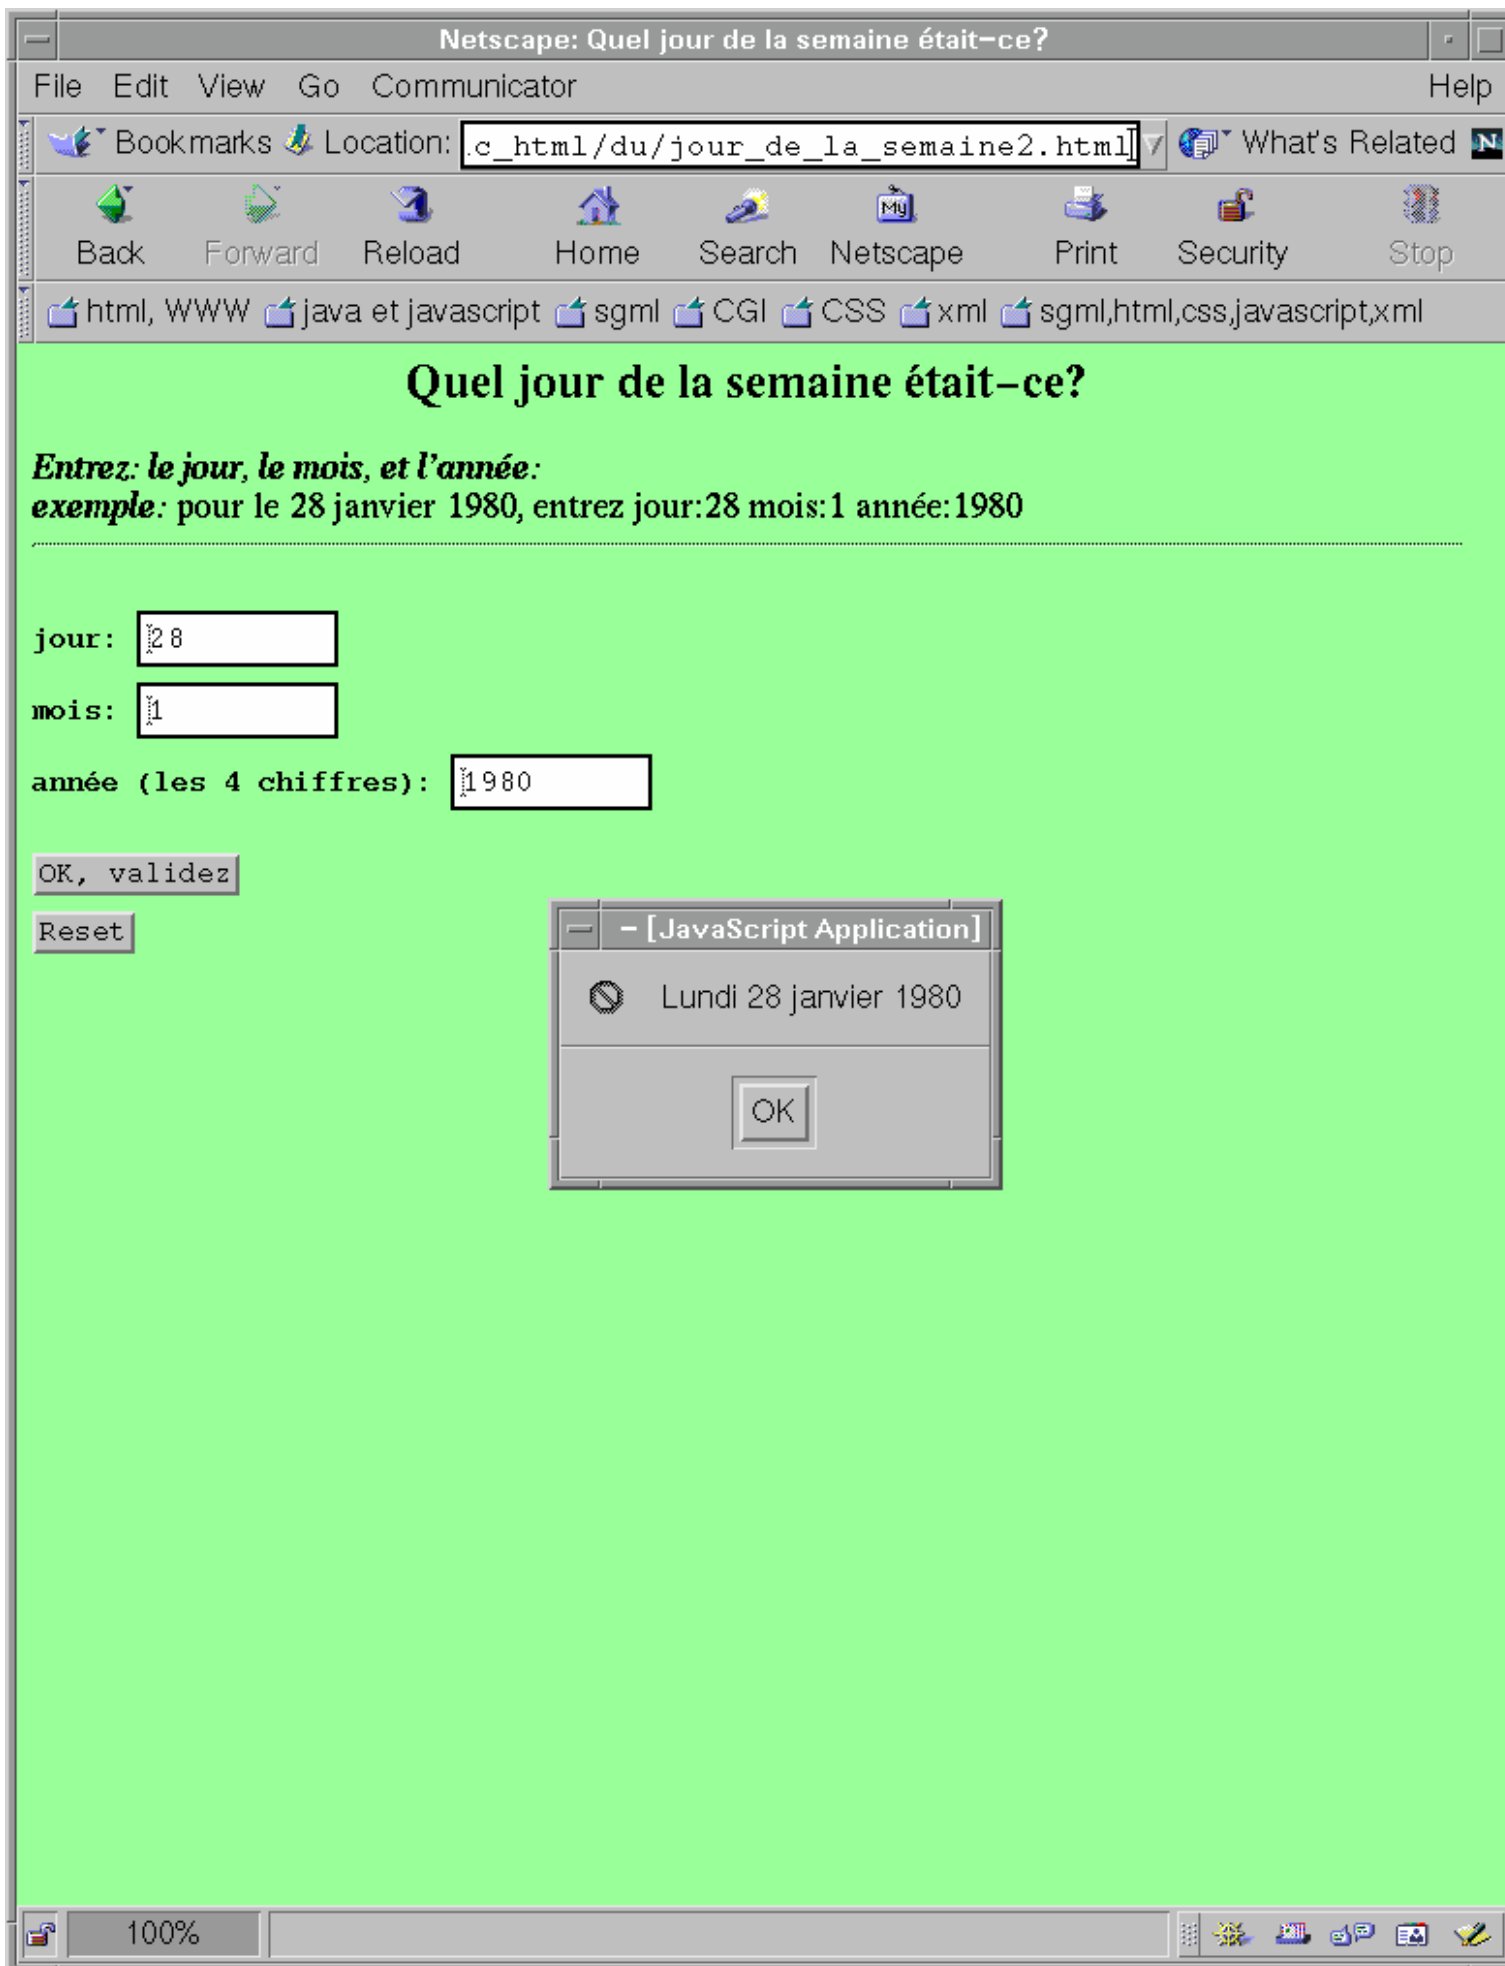 Netscape: Quel jour de la semaine était-ce?
File Edit View Go Communicator Help
Bookmarks Location: .c_html/du/jour_de_la_semaine2.html What's Related N
My
Back Forward Reload Home Search Netscape Print Security Stop
html, WWW java et javascript sgml CGI CSS xml sgml,html,css,javascript,xml
Quel jour de la semaine était-ce?
Entrez: le jour, le mois, et l'année:
exemple: pour le 28 janvier 1980, entrez jour:28 mois:1 année:1980
jour: 28
mois: 1
année (les 4 chiffres): 1980
OK, validez
Reset
- [JavaScript Application]
Lundi 28 janvier 1980
OK
100%